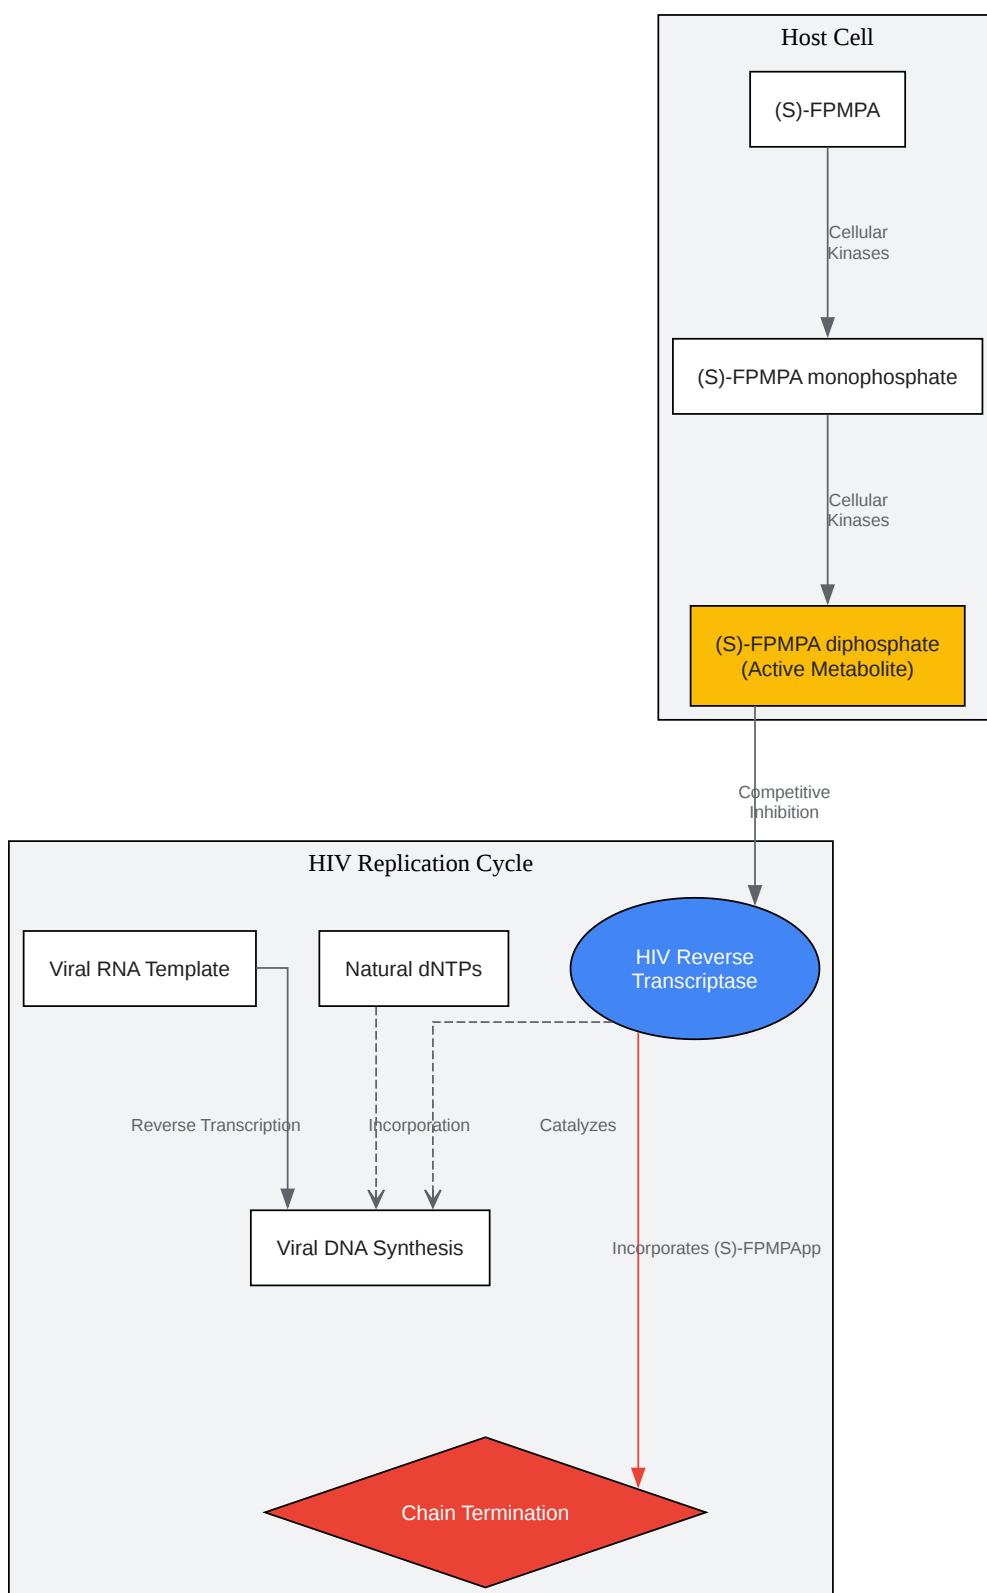 Host Cell
(S)-FPMPA
Cellular
Kinases
(S)-FPMPA monophosphate
Cellular
Kinases
(S)-FPMPA diphosphate
(Active Metabolite)
Competitive
Inhibition
HIV Replication Cycle
Viral RNA Template
Natural dNTPs
HIV Reverse
Transcriptase
Reverse Transcription
Incorporation
Catalyzes
Viral DNA Synthesis
Incorporates (S)-FPMPApp
Chain Termination